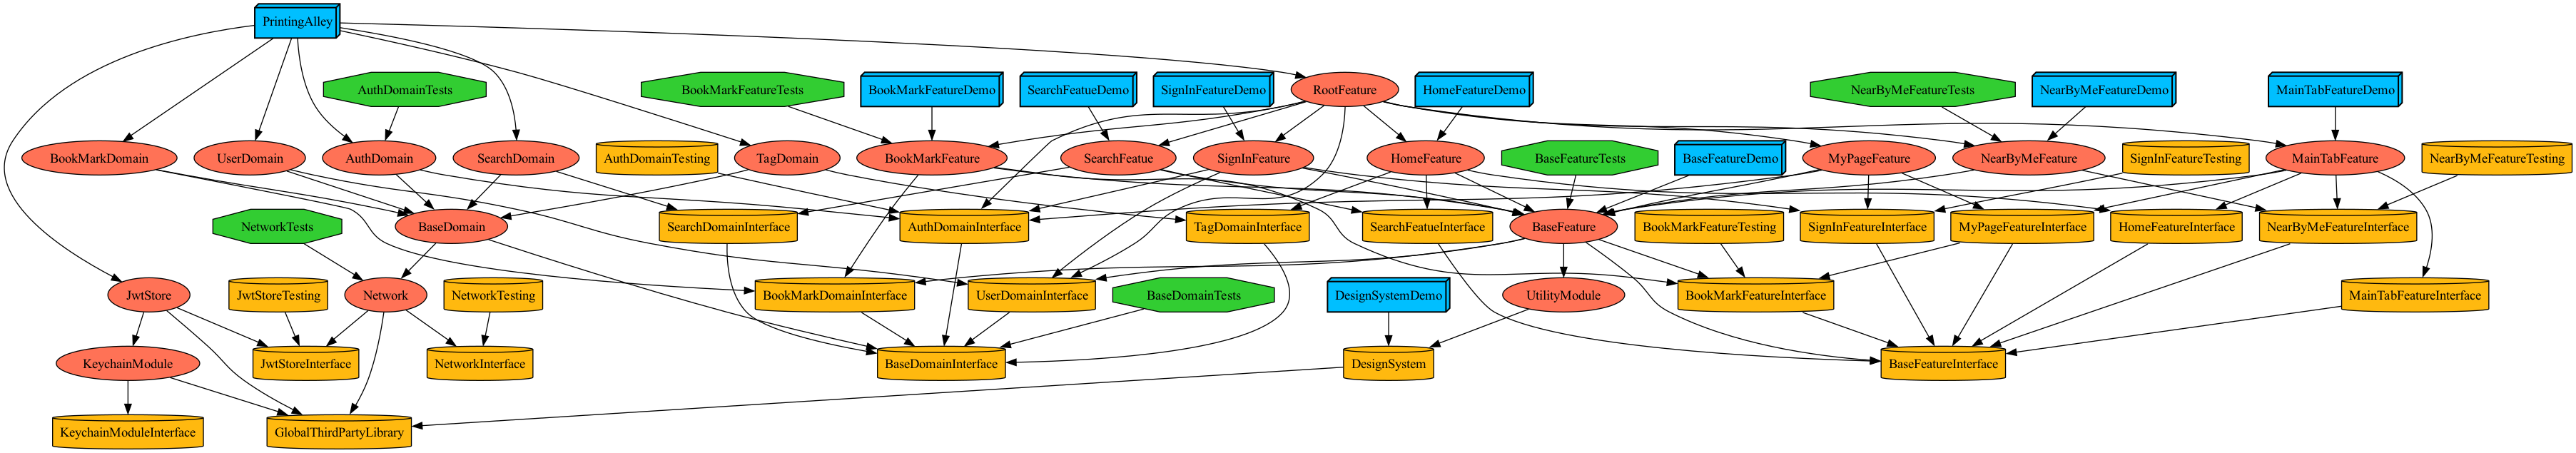 PrintingAlley
AuthDomainTests
BookMarkFeatureTests
BookMarkFeatureDemo
SearchFeatueDemo
SignInFeatureDemo
RootFeature
HomeFeatureDemo
NearByMeFeatureTests
NearByMeFeatureDemo
MainTabFeatureDemo
BookMarkDomain
UserDomain
AuthDomain
SearchDomain
AuthDomainTesting
TagDomain
BookMarkFeature
SearchFeatue
SignInFeature
HomeFeature
BaseFeatureTests
BaseFeatureDemo
MyPageFeature
NearByMeFeature
SignInFeatureTesting
MainTabFeature
NearByMeFeatureTesting
NetworkTests
BaseDomain
SearchDomainInterface
AuthDomainInterface
TagDomainInterface
SearchFeatueInterface
BaseFeature
BookMarkFeatureTesting
SignInFeatureInterface
MyPageFeatureInterface
HomeFeatureInterface
NearByMeFeatureInterface
JwtStore
JwtStoreTesting
Network
NetworkTesting
BookMarkDomainInterface
UserDomainInterface
BaseDomainTests
DesignSystemDemo
UtilityModule
BookMarkFeatureInterface
MainTabFeatureInterface
KeychainModule
JwtStoreInterface
NetworkInterface
BaseDomainInterface
DesignSystem
BaseFeatureInterface
KeychainModuleInterface
GlobalThirdPartyLibrary